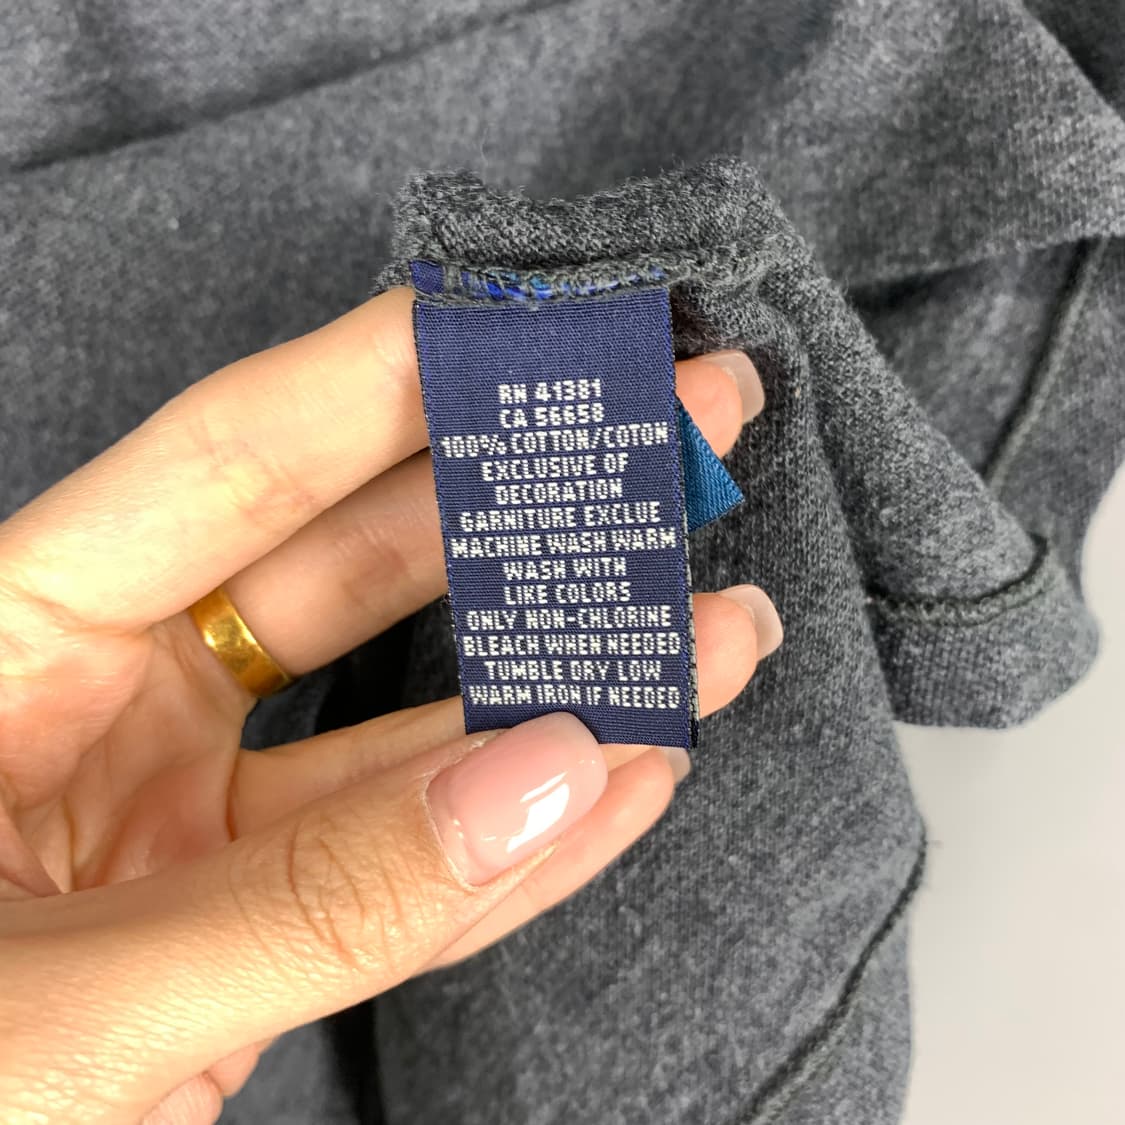 RN 41381
CA 56658
100% COTTON/COTON
EXCLUSIVE OF
DECORATION
GARNITURE EXCLUE
MACHINE WASH WARM
WASH WITH
LIKE COLORS
ONLY NON-CHLORINE
BLEACH WHEN NEEDED
TUMBLE DRY LOW
WARM IRON IF NEEDED